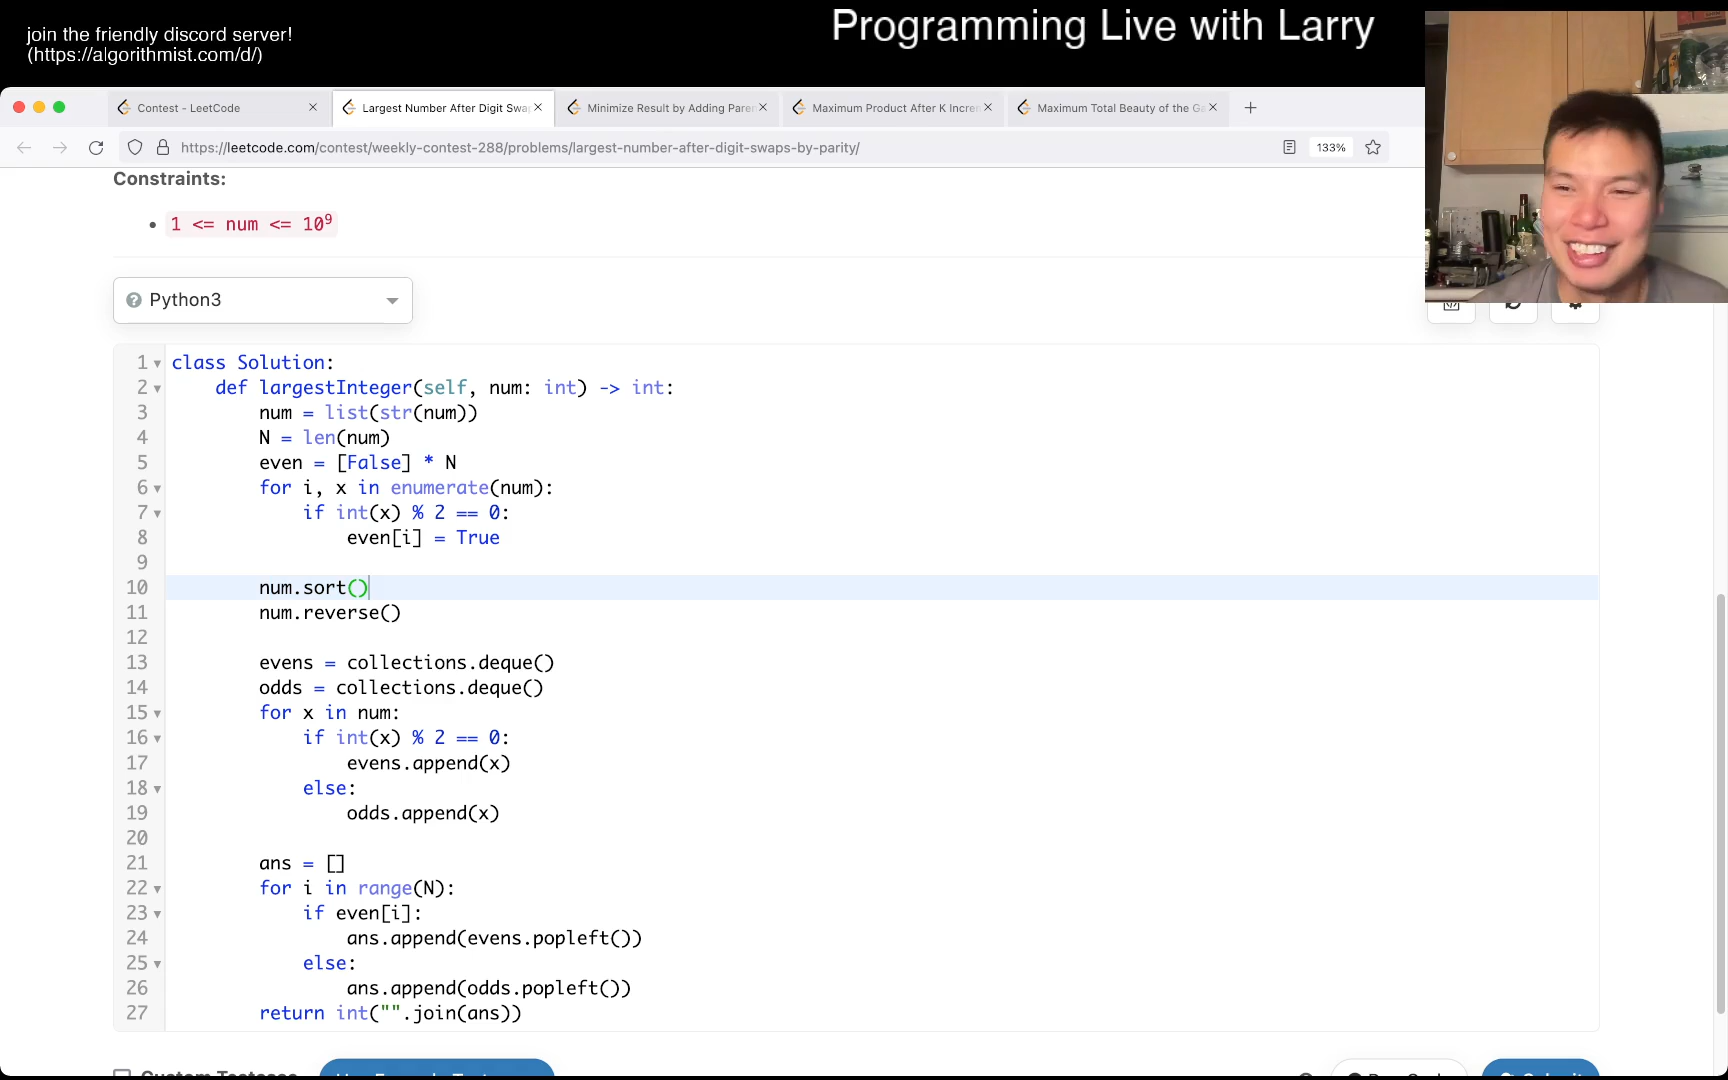 join the friendly discord server!
(https://algorithmist.com/d/)
Programming Live with Larry
Contest - LeetCode
Largest Number After Digit Swa
Minimize Result by Adding Pare
Maximum Product After K Incre
Maximum Total Beauty of the Ga
https://leetcode.com/contest/weekly-contest-288/problems/largest-number-after-digit-swaps-by-parity/
133%
Constraints:
• 1 <= num <= 10⁹
Python3
1 class Solution:
2     def largestInteger(self, num: int) -> int:
3         num = list(str(num))
4         N = len(num)
5         even = [False] * N
6         for i, x in enumerate(num):
7             if int(x) % 2 == 0:
8                 even[i] = True
9
10         num.sort()
11         num.reverse()
12
13         evens = collections.deque()
14         odds = collections.deque()
15         for x in num:
16             if int(x) % 2 == 0:
17                 evens.append(x)
18             else:
19                 odds.append(x)
20
21         ans = []
22         for i in range(N):
23             if even[i]:
24                 ans.append(evens.popleft())
25             else:
26                 ans.append(odds.popleft())
27         return int("".join(ans))